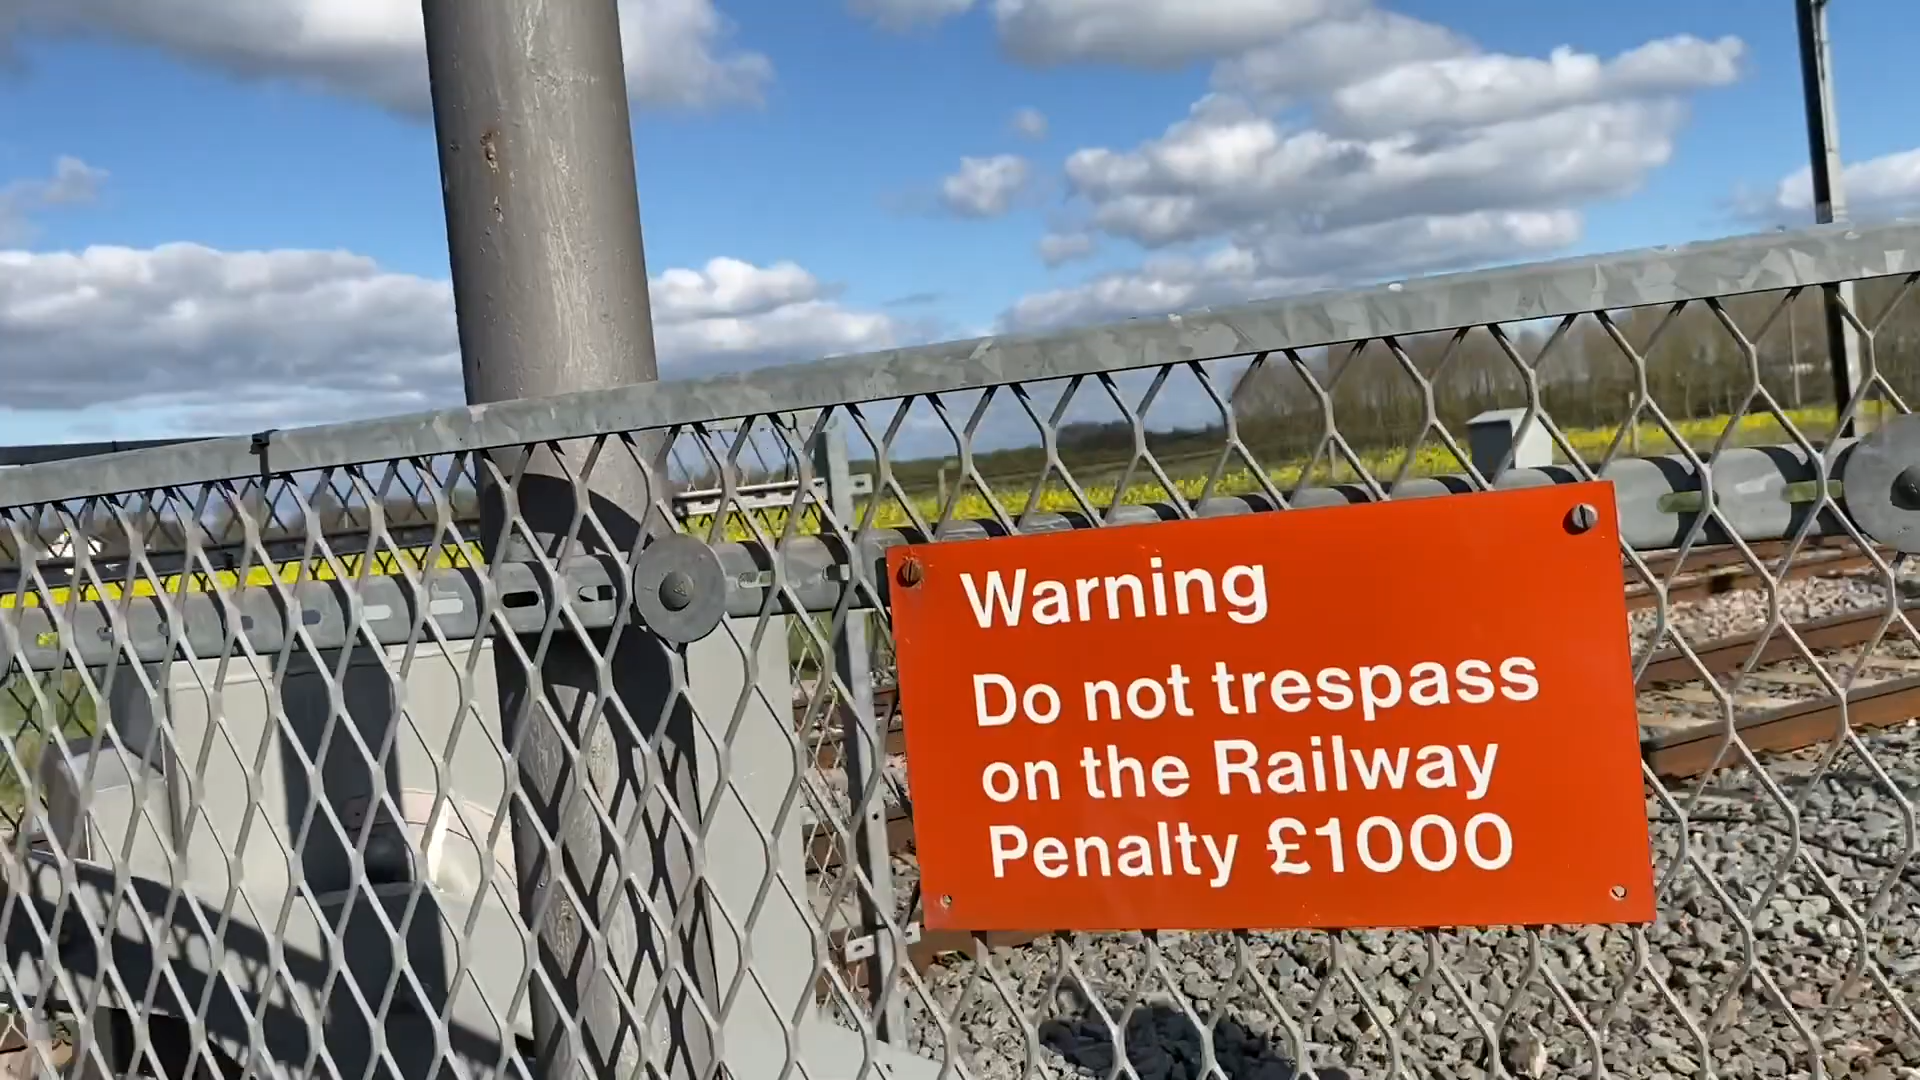 Warning
Do not trespass
on the Railway
Penalty £1000